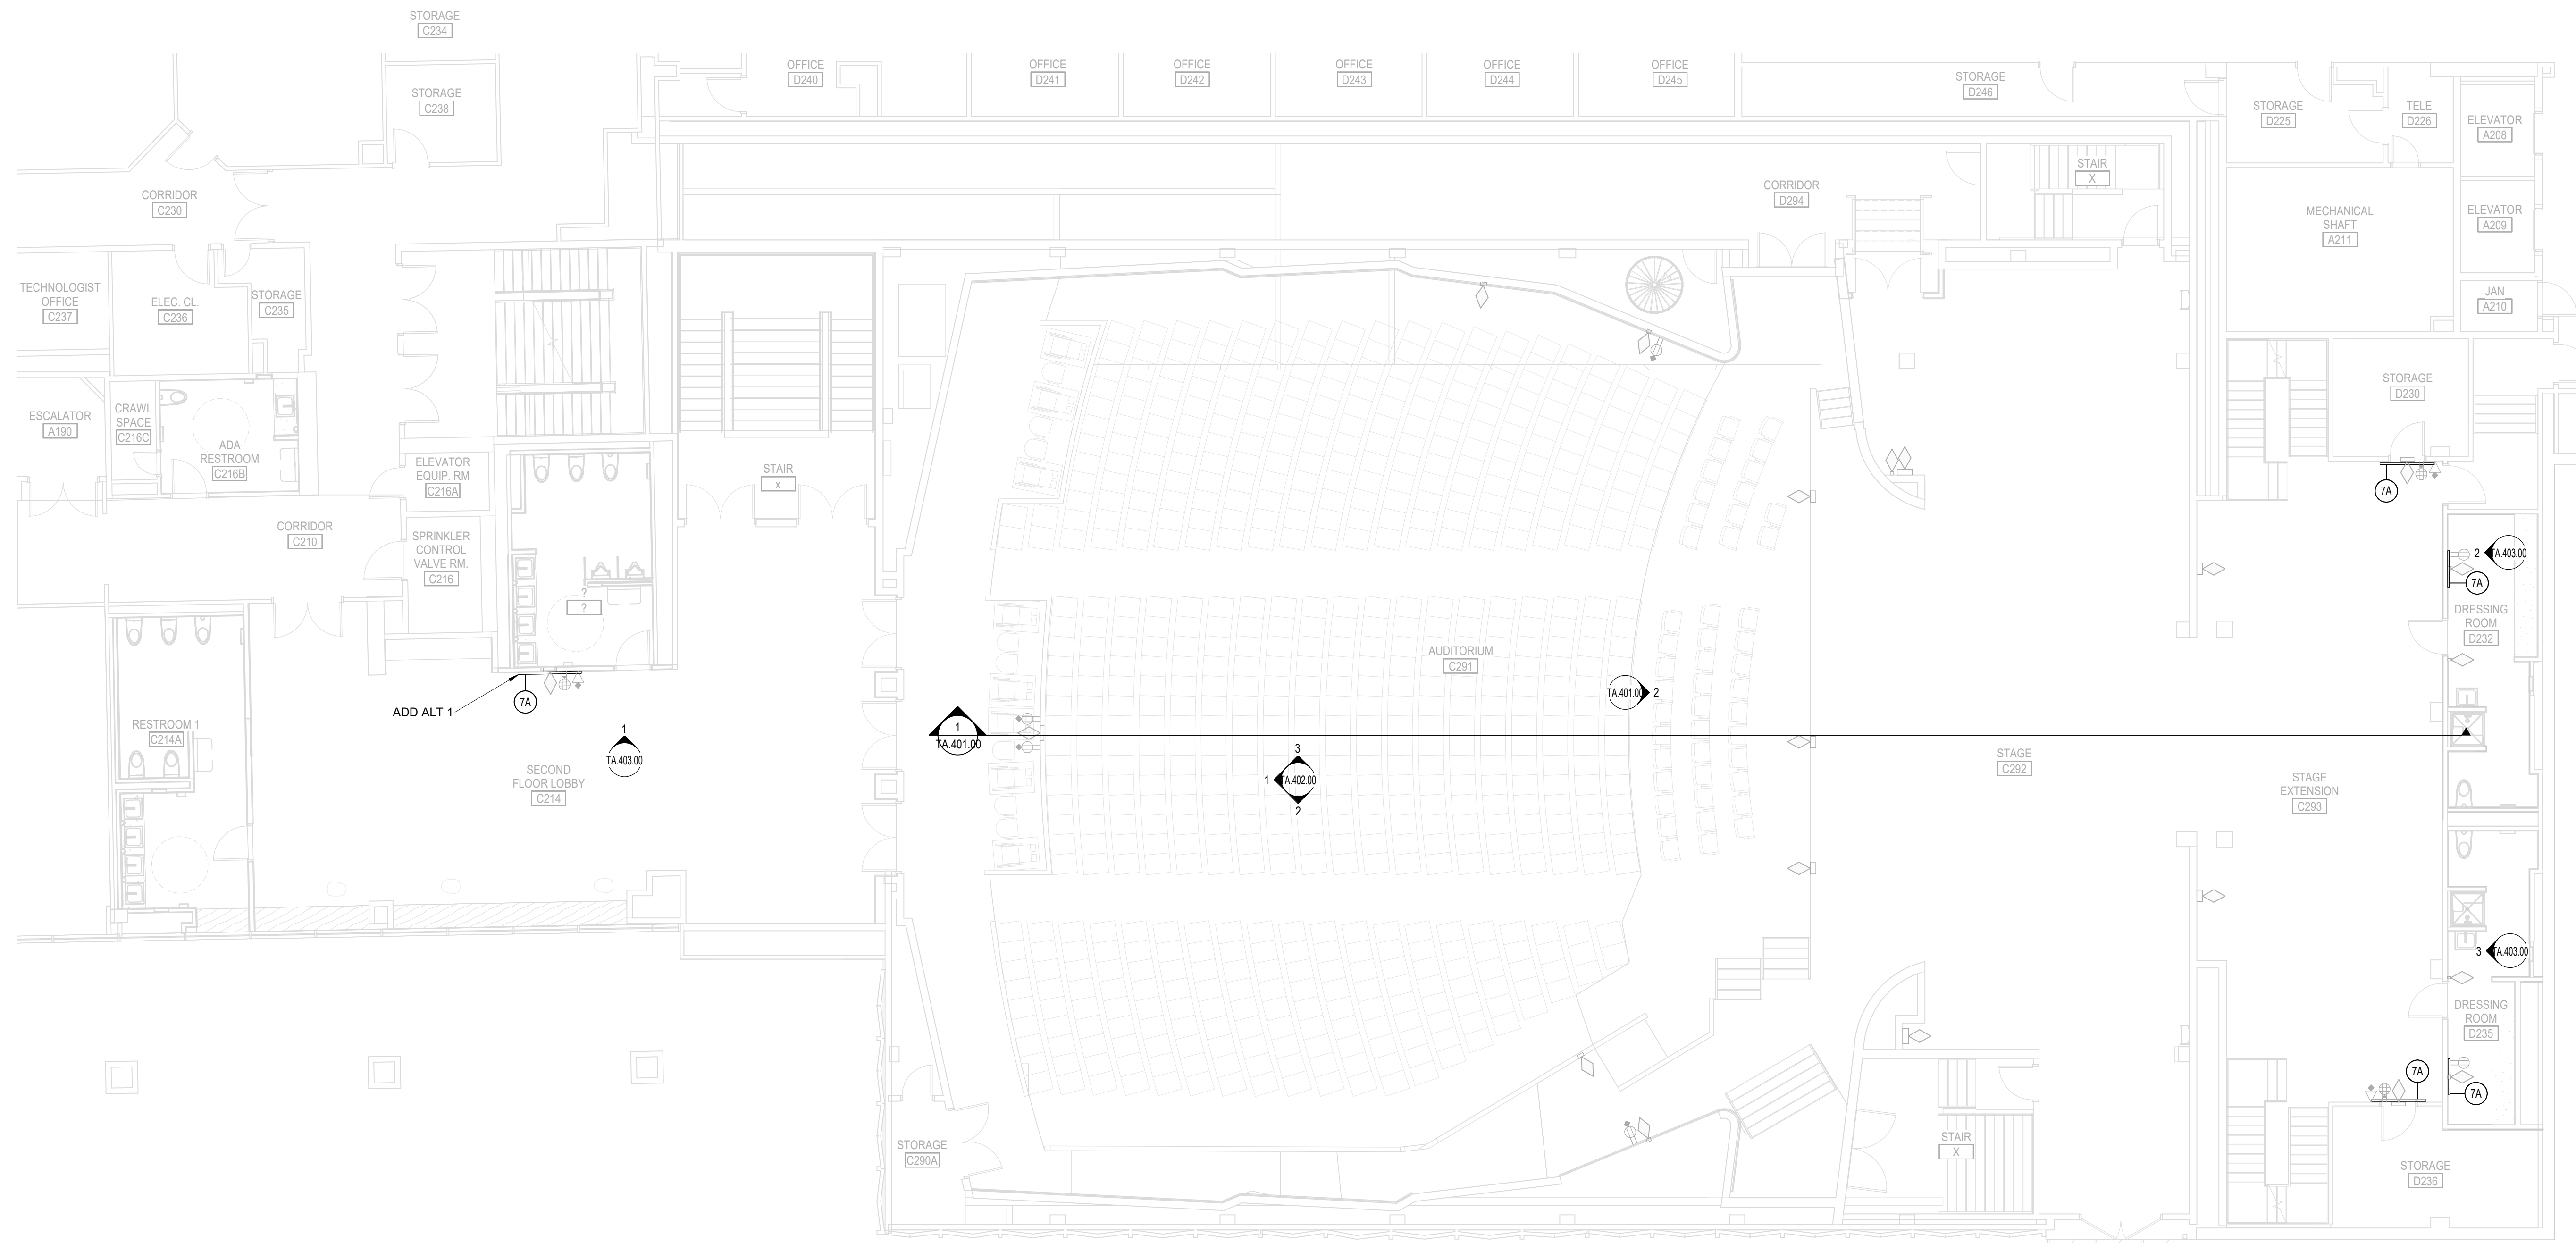 STORAGE
C234
STORAGE
C238
OFFICE
D240
OFFICE
D241
OFFICE
D242
OFFICE
D243
OFFICE
D244
OFFICE
D245
STORAGE
D246
STORAGE
D225
TELE
D226
ELEVATOR
A208
CORRIDOR
C230
CORRIDOR
D294
STAIR
X
MECHANICAL
SHAFT
A211
ELEVATOR
A209
TECHNOLOGIST
OFFICE
C237
ELEC. CL.
C236
STORAGE
C235
JAN
A210
ESCALATOR
A190
CRAWL
SPACE
C216C
ADA
RESTROOM
C216B
ELEVATOR
EQUIP. RM
C216A
STAIR
x
STORAGE
D230
7A
CORRIDOR
C210
SPRINKLER
CONTROL
VALVE RM.
C216
?
?
2
TA.403.00
7A
DRESSING
ROOM
D232
AUDITORIUM
C291
TA.401.00
2
ADD ALT 1
7A
RESTROOM 1
C214A
1
TA.403.00
SECOND
FLOOR LOBBY
C214
1
TA.401.00
3
1
TA.402.00
2
STAGE
C292
STAGE
EXTENSION
C293
3
TA.403.00
DRESSING
ROOM
D235
7A
7A
STORAGE
C290A
STAIR
X
STORAGE
D236